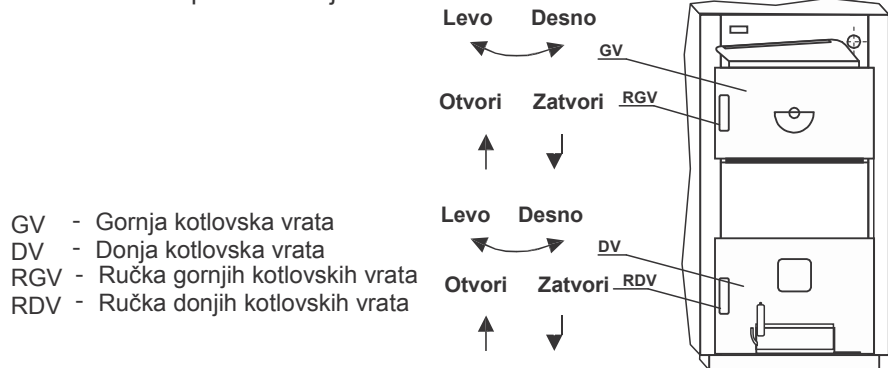 Levo Desno
GV
Otvori Zatvori RGV
Levo Desno
DV
Otvori Zatvori RDV
GV - Gornja kotlovska vrata
DV - Donja kotlovska vrata
RGV - Ručka gornjih kotlovskih vrata
RDV - Ručka donjih kotlovskih vrata